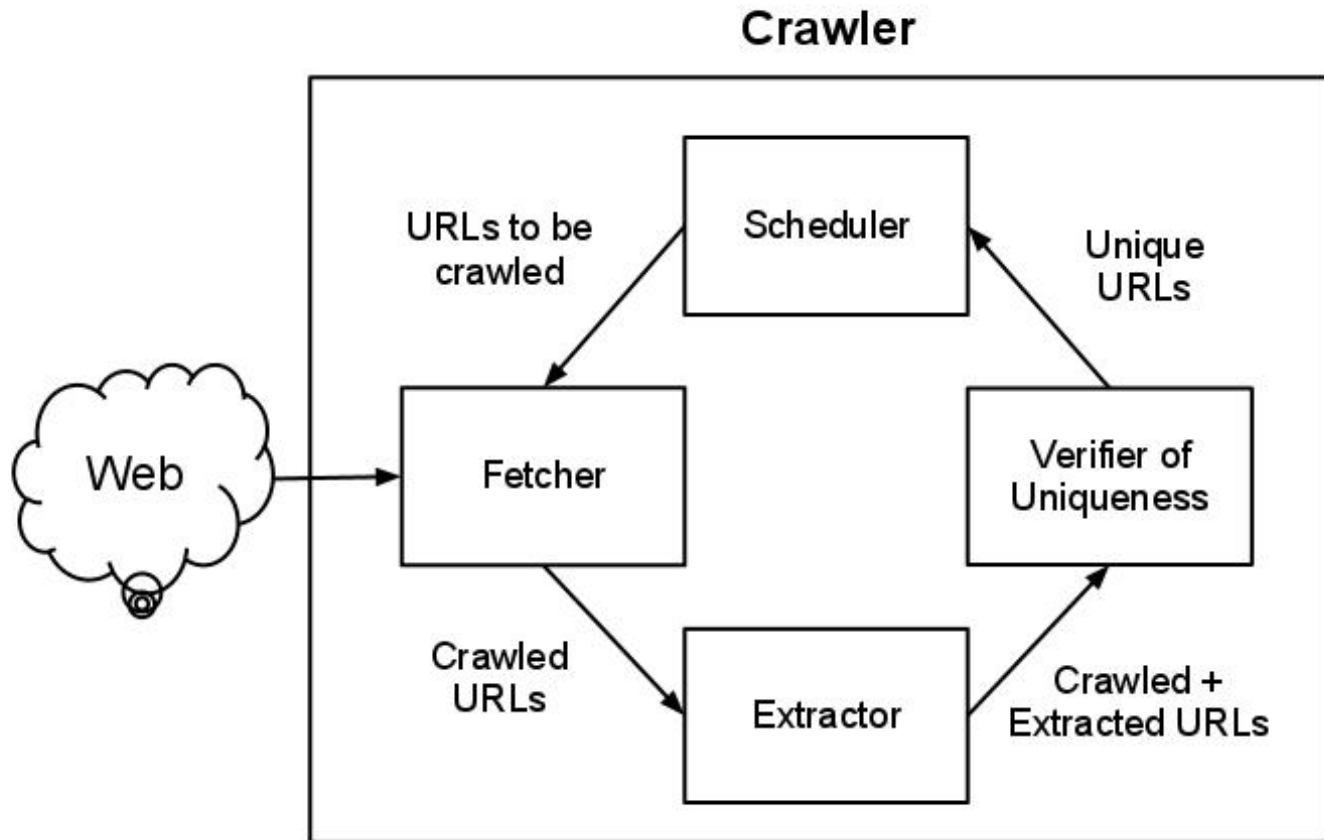 Crawler
Scheduler
URLs to be
crawled
Unique
URLs
Web
Fetcher
Verifier of
Uniqueness
Crawled
URLs
Extractor
Crawled +
Extracted URLs